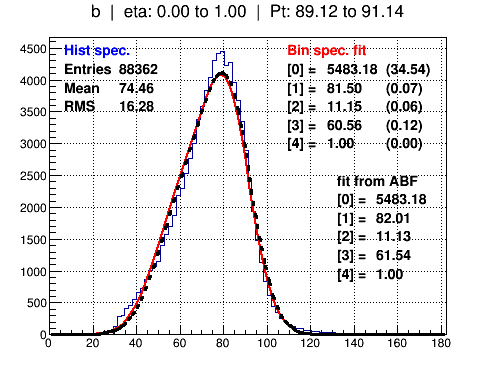 b | eta: 0.00 to 1.00 | Pt: 89.12 to 91.14
Hist spec.
Entries 88362
Mean 74.46
RMS 16.28
Bin spec. fit
[0] = 5483.18 (34.54)
[1] = 81.50 (0.07)
[2] = 11.15 (0.06)
[3] = 60.56 (0.12)
[4] = 1.00 (0.00)
fit from ABF
[0] = 5483.18
[1] = 82.01
[2] = 11.13
[3] = 61.54
[4] = 1.00
4500
4000
3500
3000
2500
2000
1500
1000
500
0
0 20 40 60 80 100 120 140 160 180